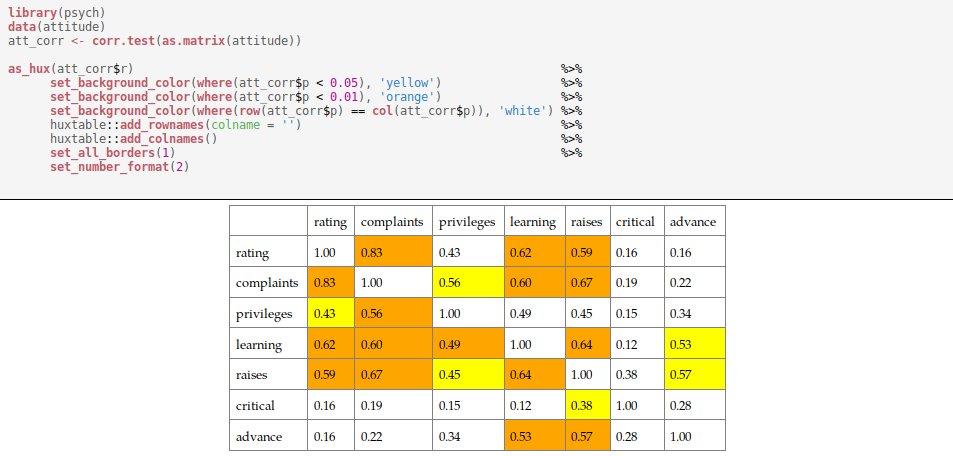 library(psych)
data(attitude)
att_corr <- corr.test(as.matrix(attitude))
as_hux(att_corr$r) %>%
set_background_color(where(att_corr$p < 0.05), 'yellow') %>%
set_background_color(where(att_corr$p < 0.01), 'orange') %>%
set_background_color(where(row(att_corr$p) == col(att_corr$p)), 'white') %>%
huxtable::add_rownames(colname = '') %>%
huxtable::add_colnames() %>%
set_all_borders(1) %>%
set_number_format(2)
rating complaints privileges learning raises critical advance
rating 1.00 0.83 0.43 0.62 0.59 0.16 0.16
complaints 0.83 1.00 0.56 0.60 0.67 0.19 0.22
privileges 0.43 0.56 1.00 0.49 0.45 0.15 0.34
learning 0.62 0.60 0.49 1.00 0.64 0.12 0.53
raises 0.59 0.67 0.45 0.64 1.00 0.38 0.57
critical 0.16 0.19 0.15 0.12 0.38 1.00 0.28
advance 0.16 0.22 0.34 0.53 0.57 0.28 1.00